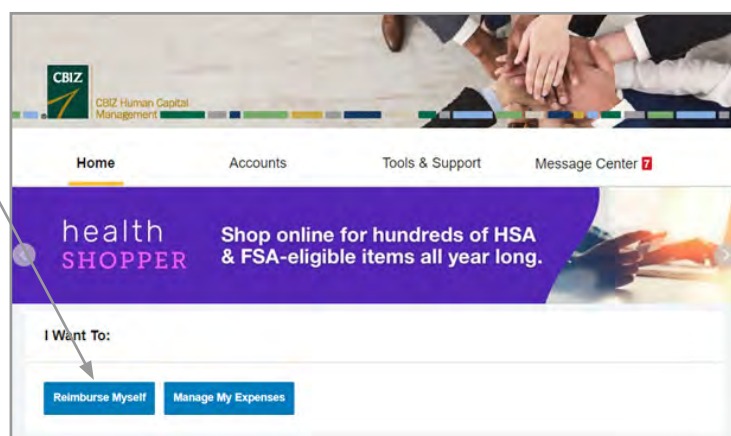 CBIZ
CBIZ Human Capital
Management
Home Accounts Tools & Support Message Center 7
health
SHOPPER
Shop online for hundreds of HSA
& FSA-eligible items all year long.
I Want To:
Reimburse Myself Manage My Expenses